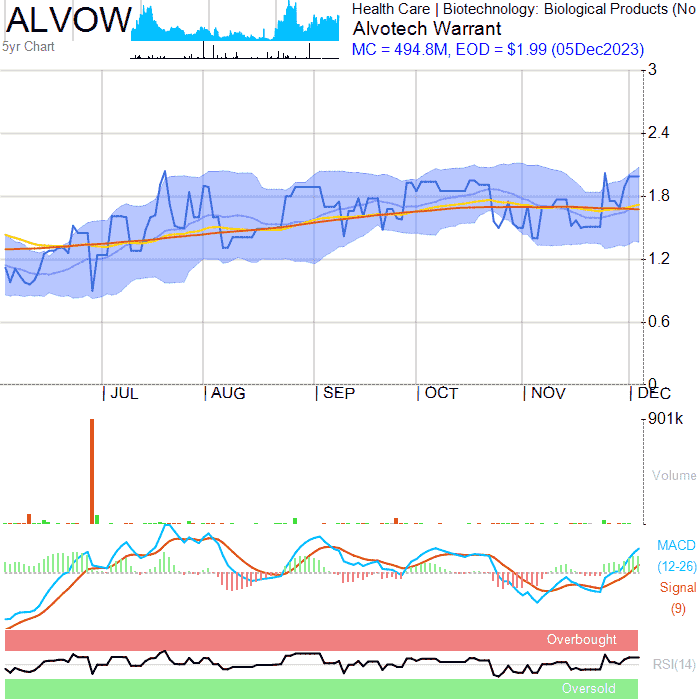 ALVOW
5yr Chart
Health Care | Biotechnology: Biological Products (No
Alvotech Warrant
MC = 494.8M, EOD = $1.99 (05Dec2023)
3
2.4
1.8
1.2
0.6
0
JUL AUG SEP OCT NOV DEC
901k
Volume
MACD
(12-26)
Signal
(9)
Overbought
RSI(14)
Oversold